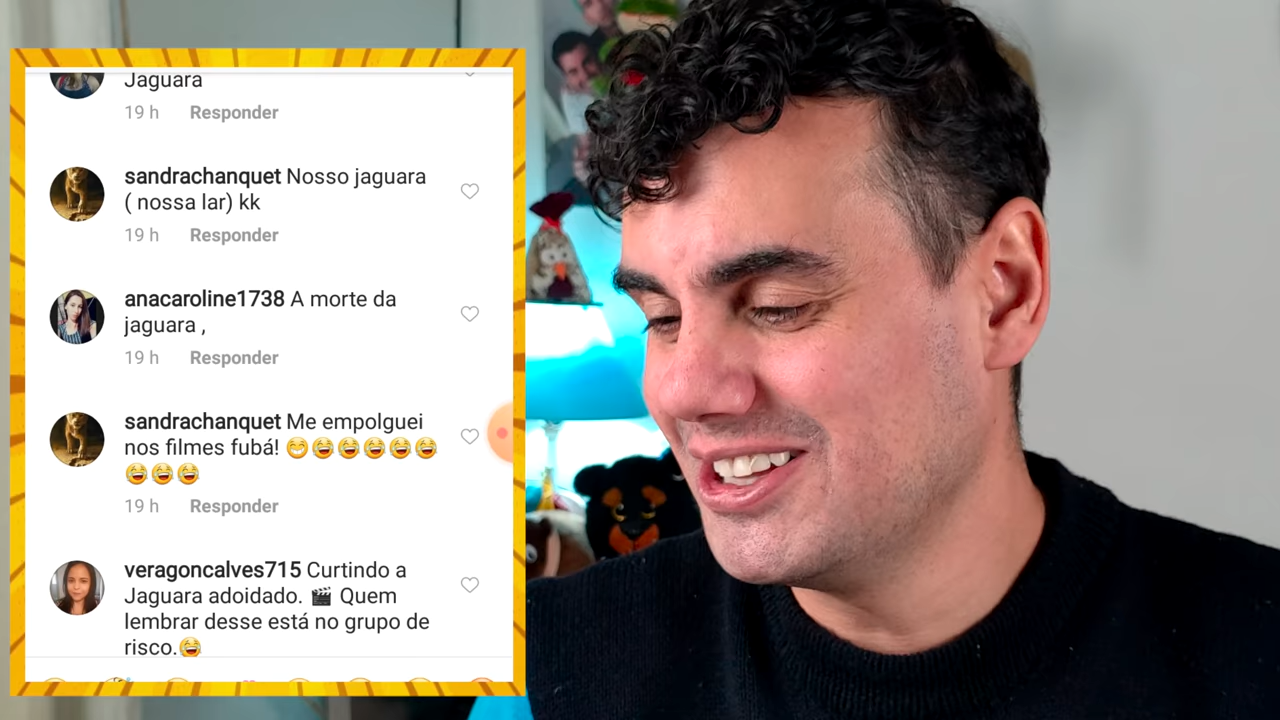 Jaguara
19 h Responder
sandrachanquet Nosso jaguara
( nossa lar) kk
19 h Responder
anacaroline1738 A morte da
jaguara ,
19 h Responder
sandrachanquet Me empolguei
nos filmes fubá! 😁😂😂😂😂😂
😂😂😂
19 h Responder
veragoncalves715 Curtindo a
Jaguara adoidado. 🎬 Quem
lembrar desse está no grupo de
risco.😂